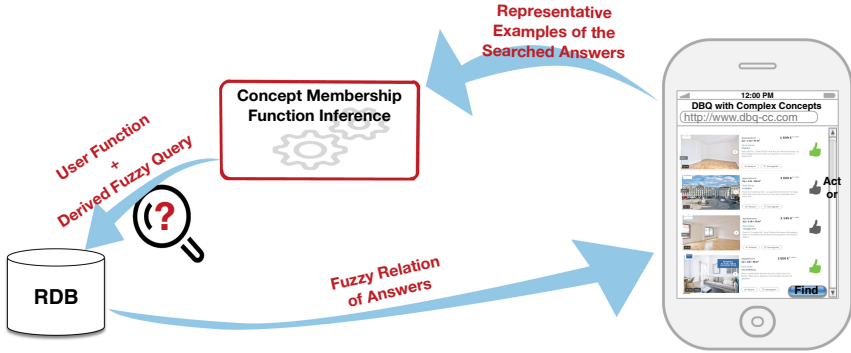 Representative
Examples of the
Searched Answers
Concept Membership
Function Inference
User Function
+
Derived Fuzzy Query
?
RDB
Fuzzy Relation
of Answers
12:00 PM
DBQ with Complex Concepts
http://www.dbq-cc.com
Act
or
Find